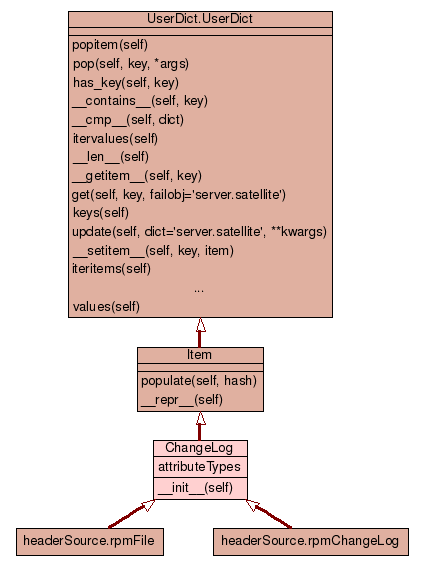 UserDict.UserDict
popitem(self)
pop(self, key, *args)
has_key(self, key)
__contains__(self, key)
__cmp__(self, dict)
itervalues(self)
__len__(self)
__getitem__(self, key)
get(self, key, failobj='server.satellite')
keys(self)
update(self, dict='server.satellite', **kwargs)
__setitem__(self, key, item)
iteritems(self)
...
values(self)
Item
populate(self, hash)
__repr__(self)
ChangeLog
attributeTypes
__init__(self)
headerSource.rpmFile
headerSource.rpmChangeLog